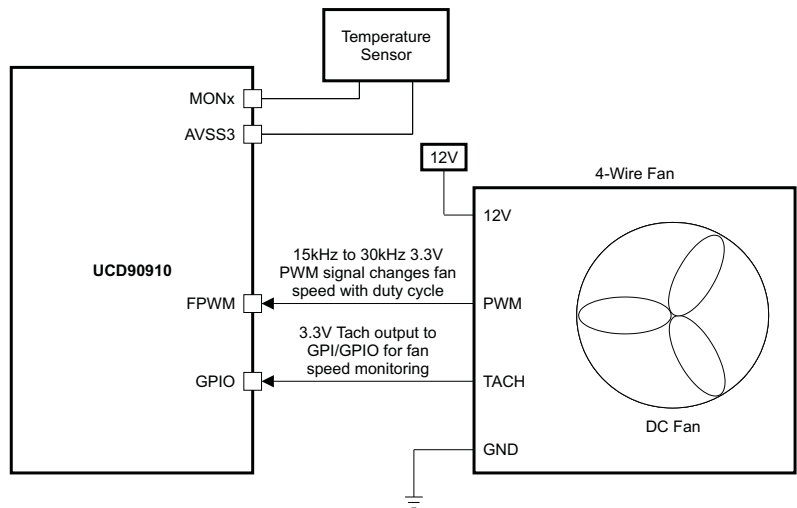 Temperature
Sensor
MONx
AVSS3
12V
4-Wire Fan
12V
15kHz to 30kHz 3.3V
PWM signal changes fan
speed with duty cycle
UCD90910
FPWM
PWM
3.3V Tach output to
GPI/GPIO for fan
speed monitoring
GPIO
TACH
DC Fan
GND